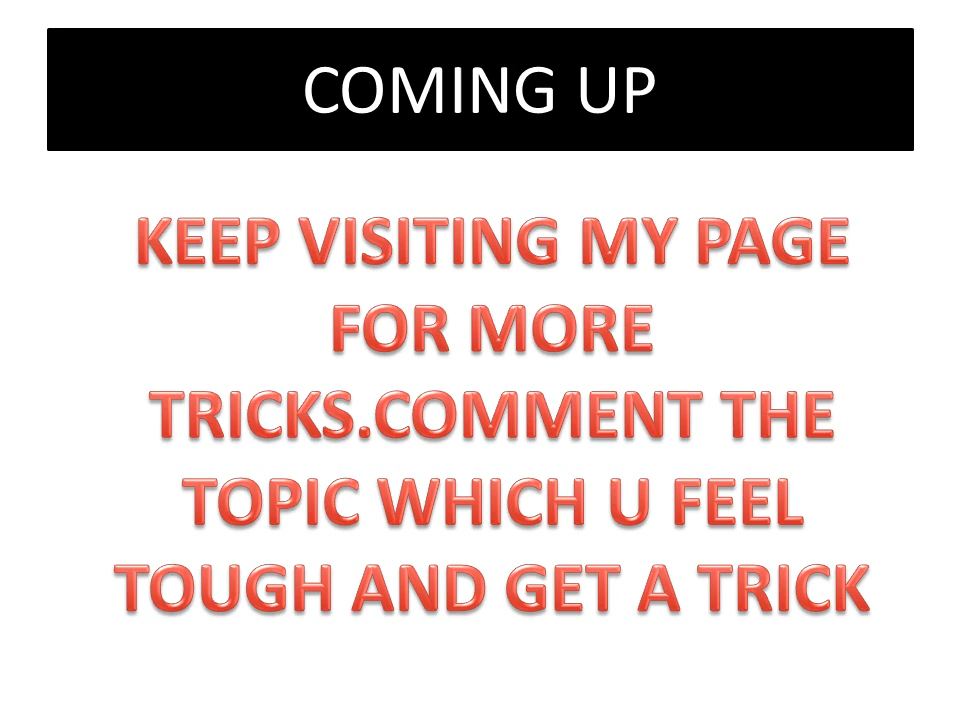 COMING UP
KEEP VISITING MY PAGE
FOR MORE
TRICKS.COMMENT THE
TOPIC WHICH U FEEL
TOUGH AND GET A TRICK